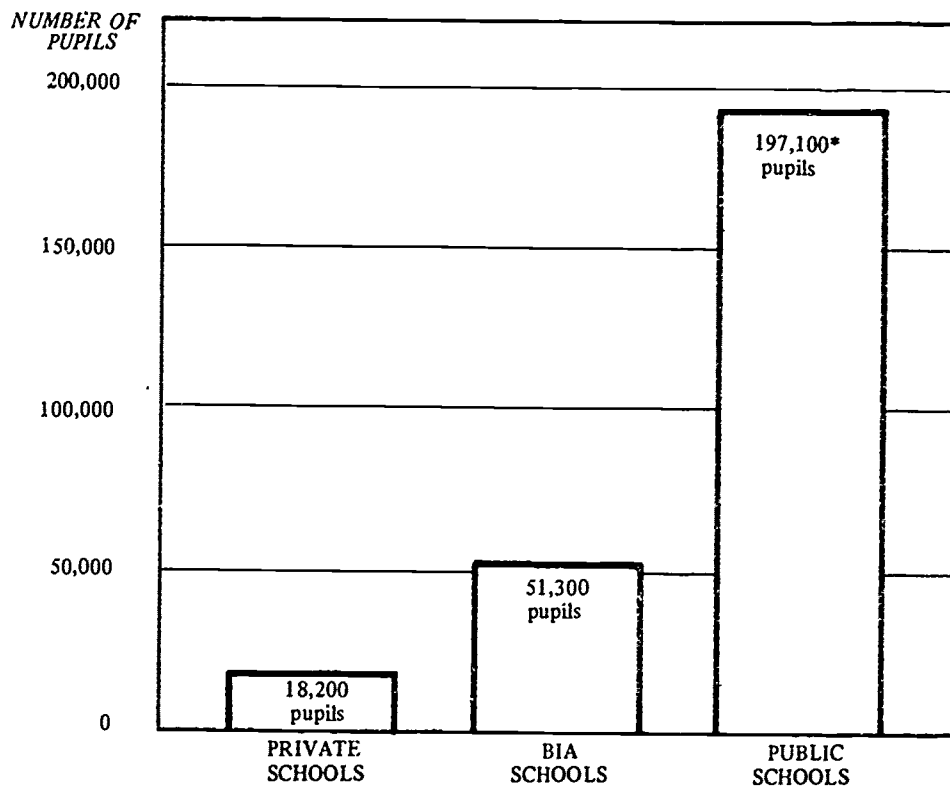 NUMBER OF
PUPILS
200,000
197,100*
pupils
150,000
100,000
50,000
51,300
pupils
18,200
pupils
0
PRIVATE
SCHOOLS
BIA
SCHOOLS
PUBLIC
SCHOOLS